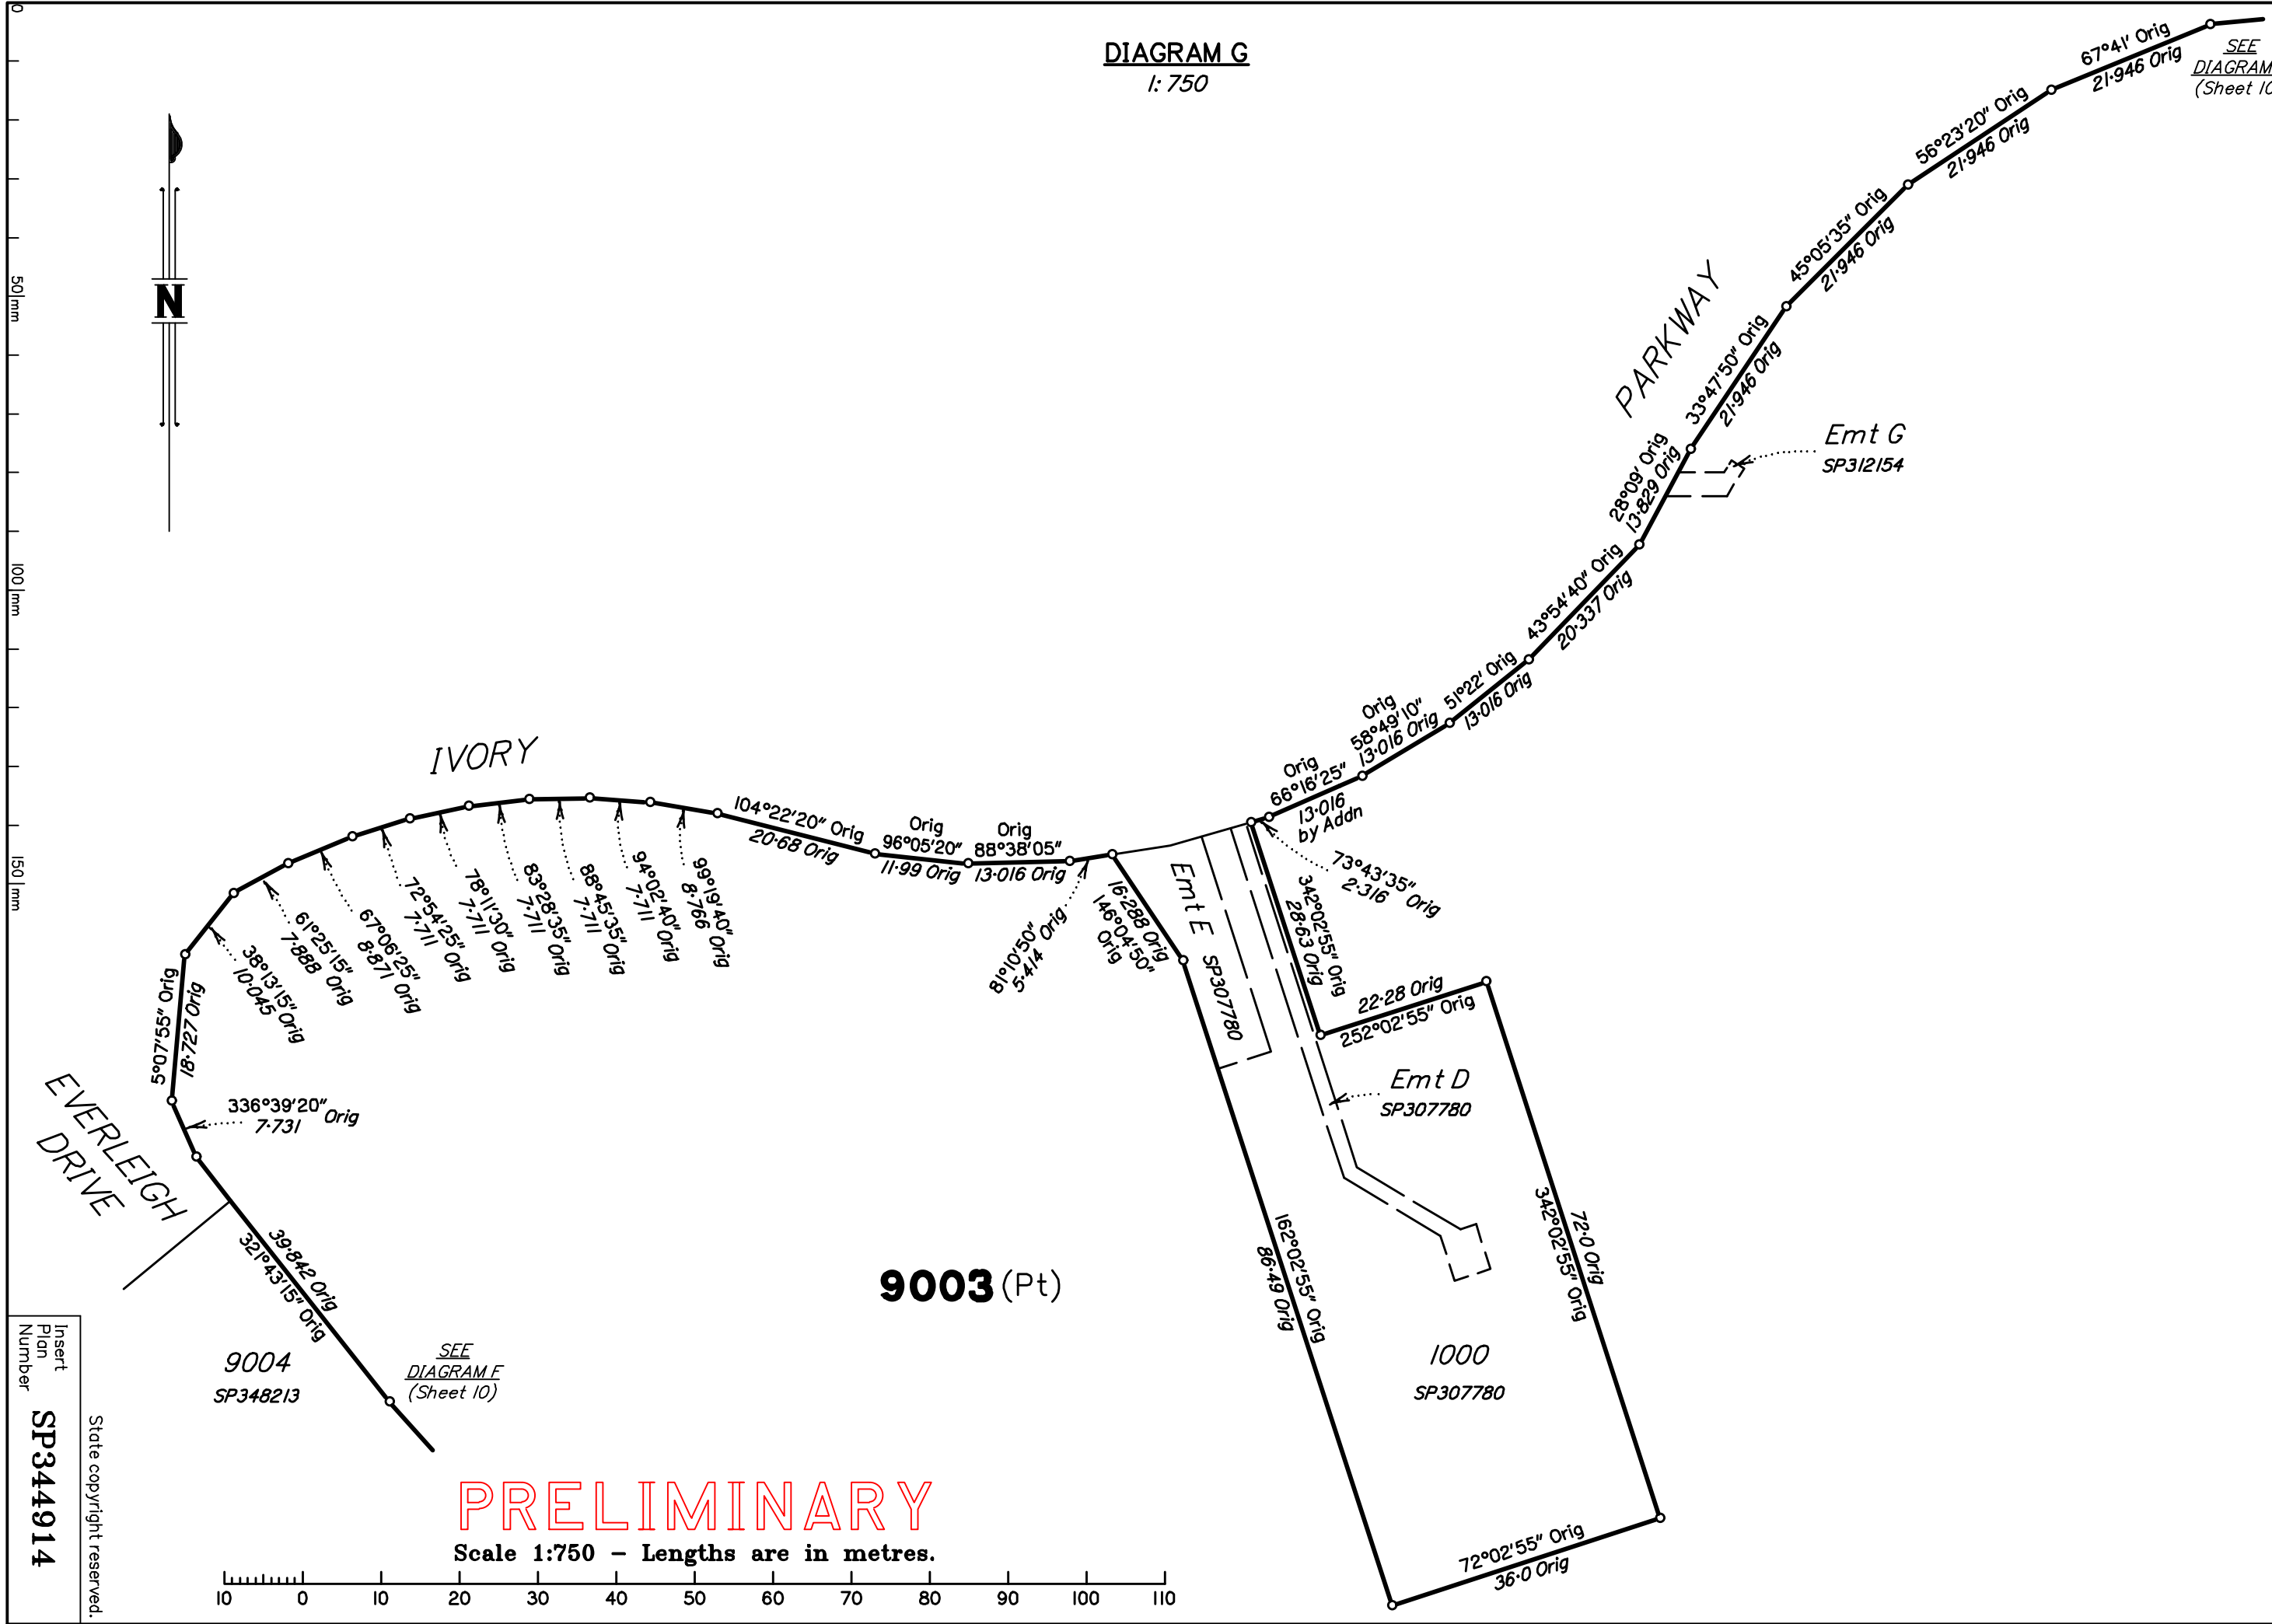 DIAGRAM G
1:750
67°41' Orig
21·946 Orig
SEE
DIAGRAM
(Sheet 10
56°23'20" Orig
21·946 Orig
45°05'35" Orig
21·946 Orig
33°47'50" Orig
21·946 Orig
PARKWAY
Emt G
SP312154
28°09' Orig
13·829 Orig
43°54'40" Orig
20·337 Orig
51°22' Orig
13·016 Orig
Orig
58°49'10"
13·016 Orig
Orig
66°16'25"
13·016
by Addn
73°43'35"
2·316 Orig
N
IVORY
104°22'20" Orig
20·68 Orig
Orig
96°05'20"
11·99 Orig
Orig
88°38'05"
13·016 Orig
81°10'50"
5·414 Orig
16·288 Orig
146°04'50"
Orig
Emt E SP307780
342°02'55" Orig
28·63 Orig
22·28 Orig
252°02'55" Orig
Emt D
SP307780
99°19'40"
8·766 Orig
94°02'40"
7·711 Orig
88°45'35"
7·711 Orig
83°28'35"
7·711 Orig
78°11'30"
7·711 Orig
72°54'25"
7·711 Orig
67°06'25"
8·871 Orig
61°25'15"
7·888 Orig
38°13'15"
10·045 Orig
5°07'55" Orig
18·727 Orig
336°39'20"
7·731 Orig
EVERLEIGH
DRIVE
39·842 Orig
321°43'15" Orig
9004
SP348213
SEE
DIAGRAM F
(Sheet 10)
9003 (Pt)
162°02'55" Orig
86·49 Orig
72·0 Orig
342°02'55" Orig
1000
SP307780
72°02'55" Orig
36·0 Orig
PRELIMINARY
Scale 1:750 – Lengths are in metres.
10 0 10 20 30 40 50 60 70 80 90 100 110
0
50 mm
100 mm
150 mm
State copyright reserved.
Insert
Plan
Number
SP344914